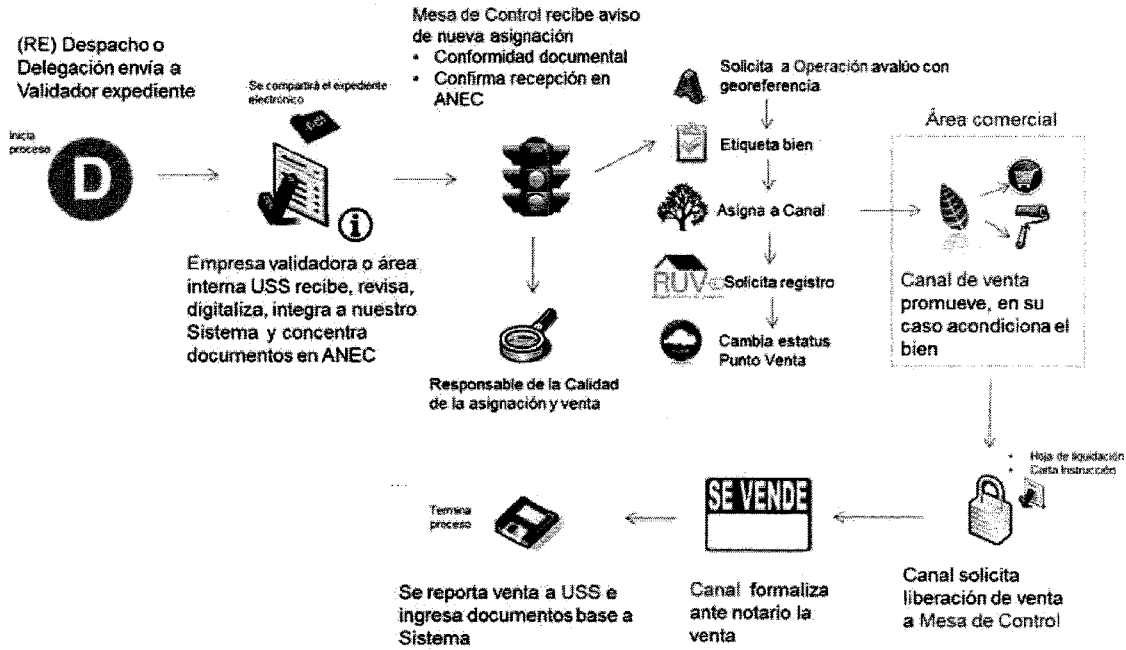 (RE) Despacho o
Delegación envía a
Validador expediente
Inicia
proceso
D
Se compartirá el expediente
electrónico
i
Empresa validadora o área
interna USS recibe, revisa,
digitaliza, integra a nuestro
Sistema y concentra
documentos en ANEC
Mesa de Control recibe aviso
de nueva asignación
• Conformidad documental
• Confirma recepción en
ANEC
Responsable de la Calidad
de la asignación y venta
Solicita a Operación avalúo con
georeferencia
Etiqueta bien
Asigna a Canal
RUV
Solicita registro
Cambia estatus
Punto Venta
Área comercial
Canal de venta
promueve, en su
caso acondiciona el
bien
• Hoja de liquidación
• Carta Instrucción
Canal solicita
liberación de venta
a Mesa de Control
SE VENDE
Canal formaliza
ante notario la
venta
Termina
proceso
Se reporta venta a USS e
ingresa documentos base a
Sistema